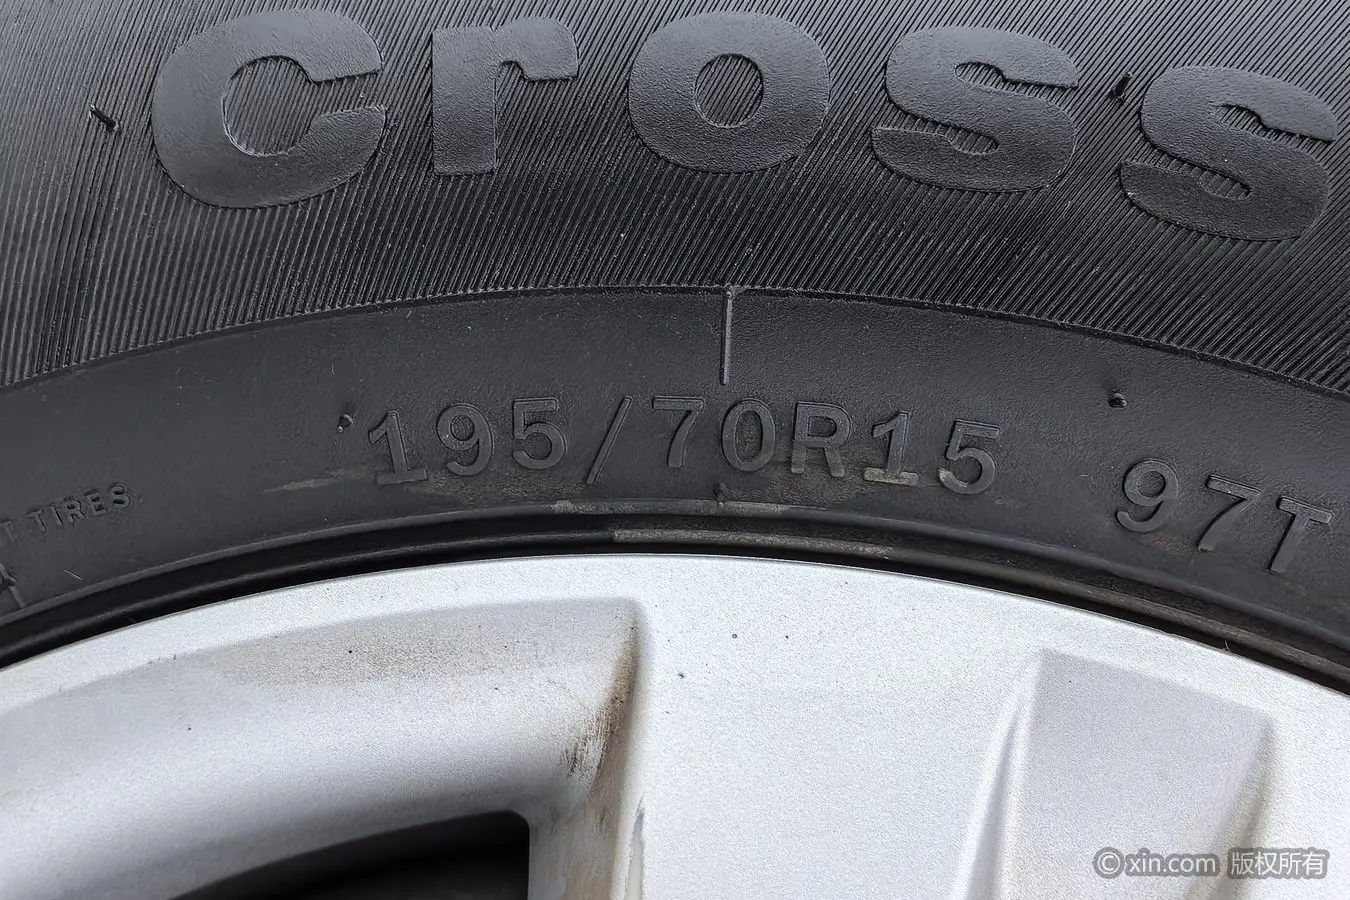 cross
195/70R15 97T
TIRES
©xin.com 版权所有